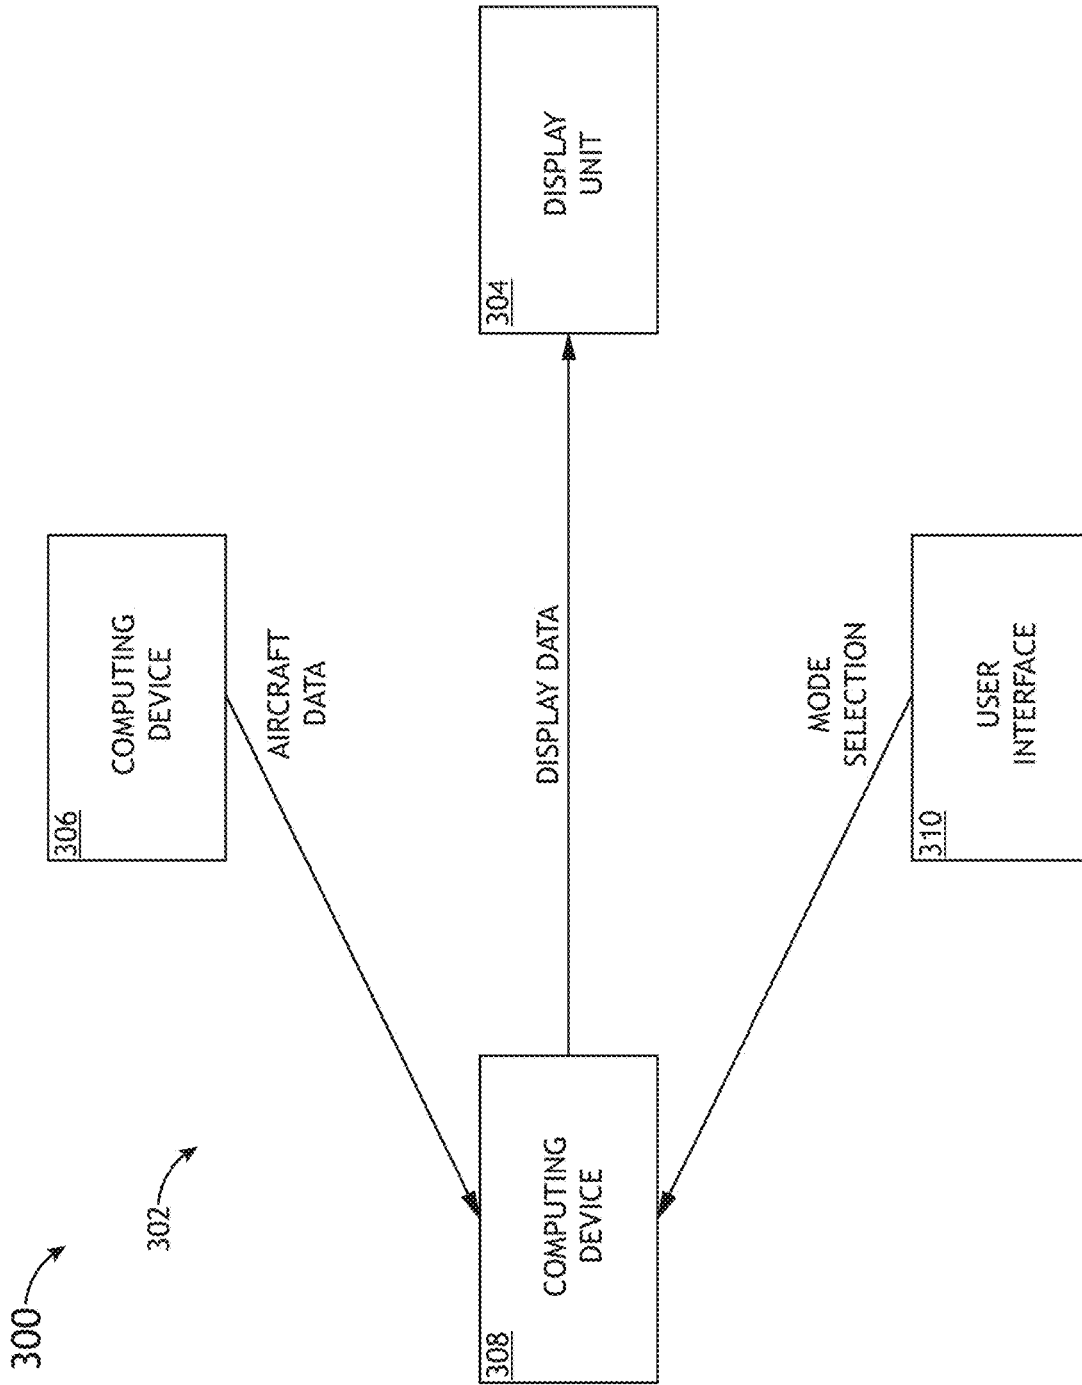 300
302
306
COMPUTING
DEVICE
AIRCRAFT
DATA
308
COMPUTING
DEVICE
DISPLAY DATA
304
DISPLAY
UNIT
MODE
SELECTION
310
USER
INTERFACE